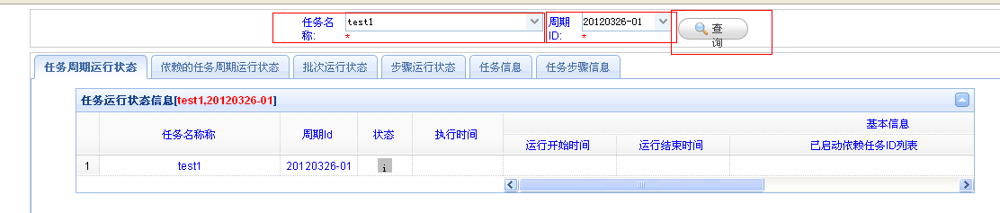 任务名 test1 周期 20120326-01 查
称: * ID: * 询
任务周期运行状态 依赖的任务周期运行状态 批次运行状态 步骤运行状态 任务信息 任务步骤信息
任务运行状态信息[test1,20120326-01]
基本信息
任务名称称 周期Id 状态 执行时间
运行开始时间 运行结束时间 已启动依赖任务ID列表
1 test1 20120326-01 i